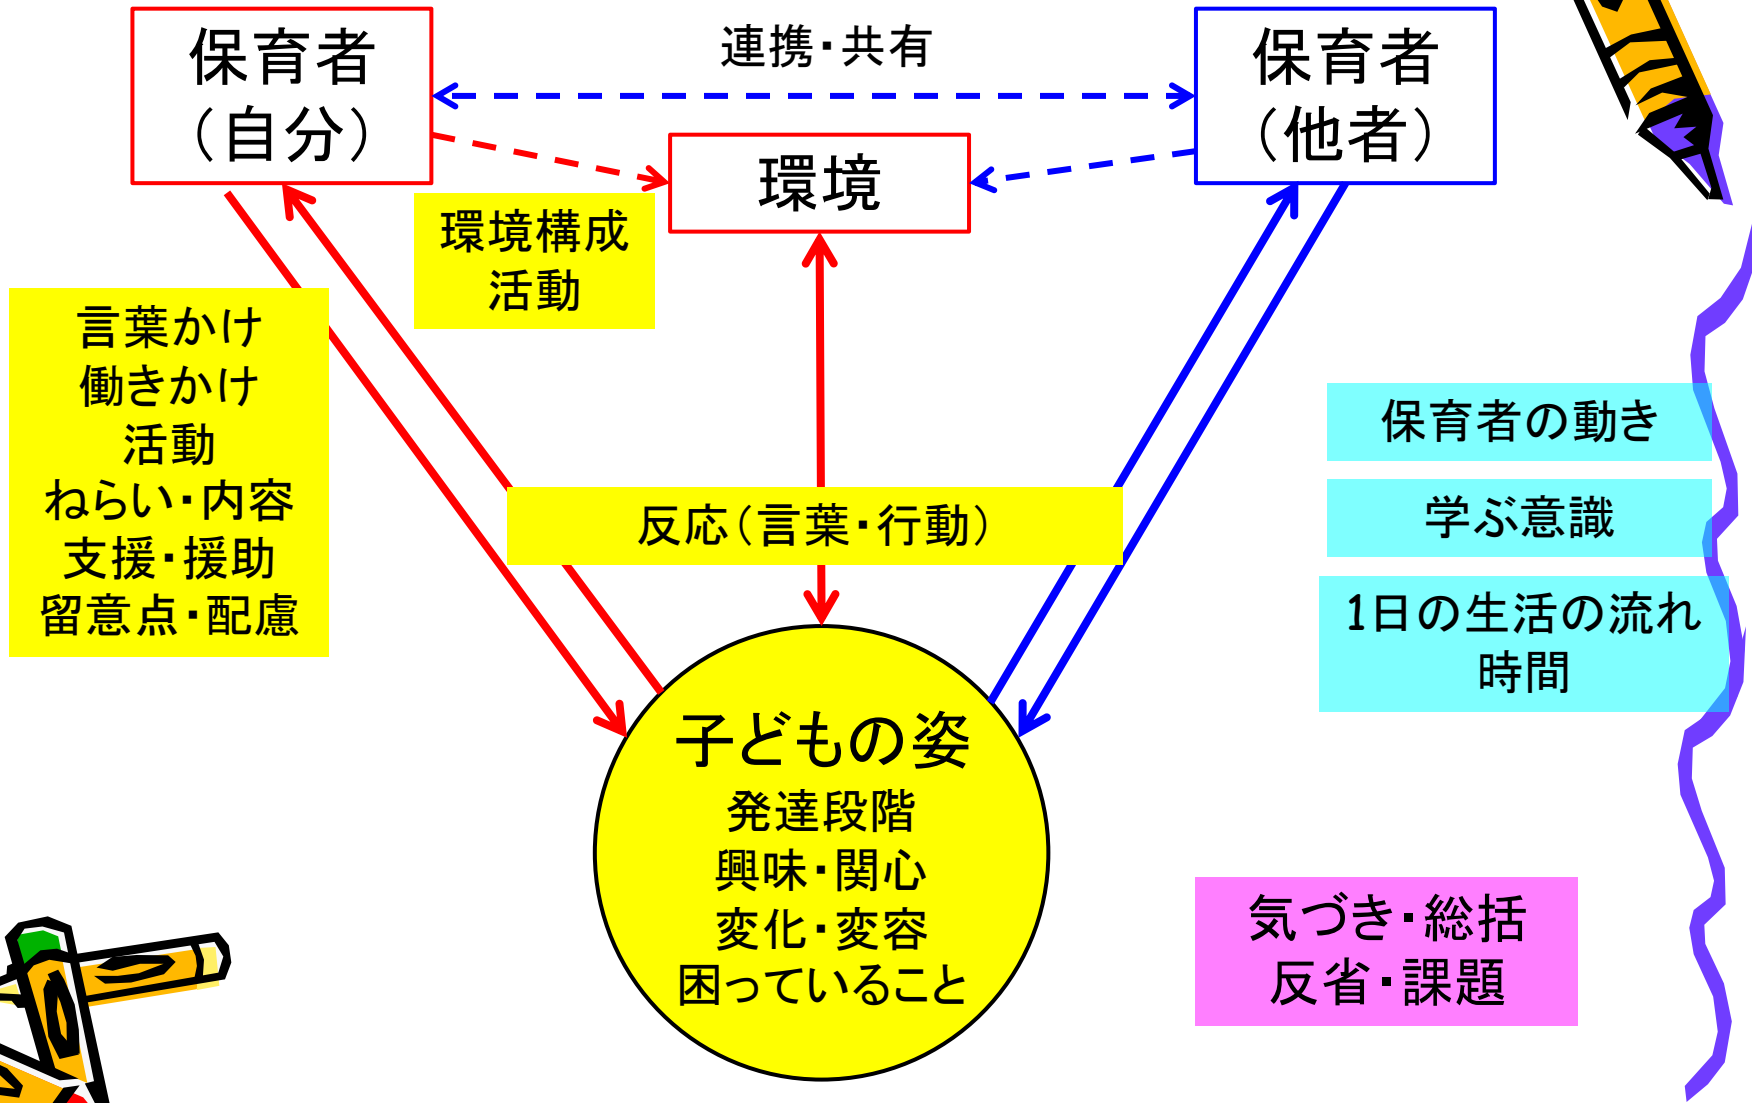 保育者
（自分）
連携・共有
保育者
（他者）
環境
環境構成
活動
言葉かけ
働きかけ
活動
ねらい・内容
支援・援助
留意点・配慮
反応（言葉・行動）
保育者の動き
学ぶ意識
1日の生活の流れ
時間
子どもの姿
発達段階
興味・関心
変化・変容
困っていること
気づき・総括
反省・課題